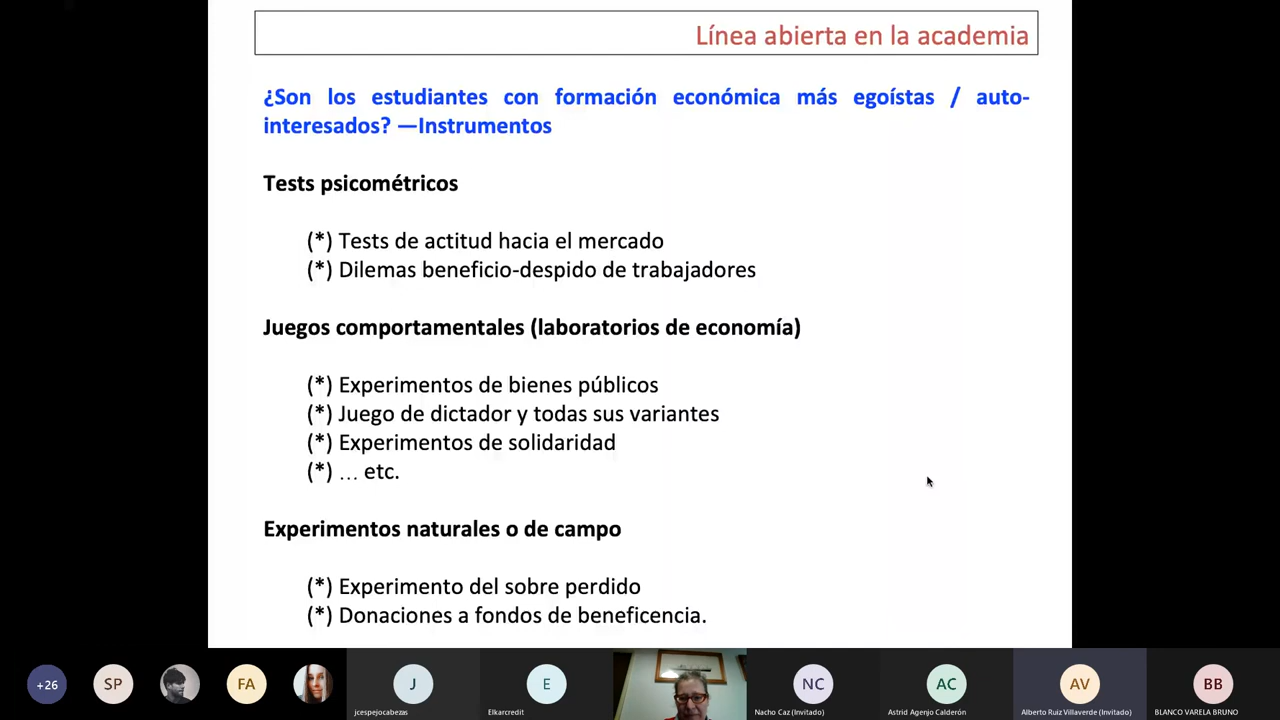 Línea abierta en la academia
¿Son los estudiantes con formación económica más egoístas / auto-
interesados? —Instrumentos
Tests psicométricos
(*) Tests de actitud hacia el mercado
(*) Dilemas beneficio-despido de trabajadores
Juegos comportamentales (laboratorios de economía)
(*) Experimentos de bienes públicos
(*) Juego de dictador y todas sus variantes
(*) Experimentos de solidaridad
(*) … etc.
Experimentos naturales o de campo
(*) Experimento del sobre perdido
(*) Donaciones a fondos de beneficencia.
+26
SP
FA
J
E
NC
AC
AV
BB
jcespejocabezas
Elkarcredit
Nacho Caz (Invitado)
Astrid Agenjo Calderón
Alberto Ruiz Villaverde (Invitado)
BLANCO VARELA BRUNO